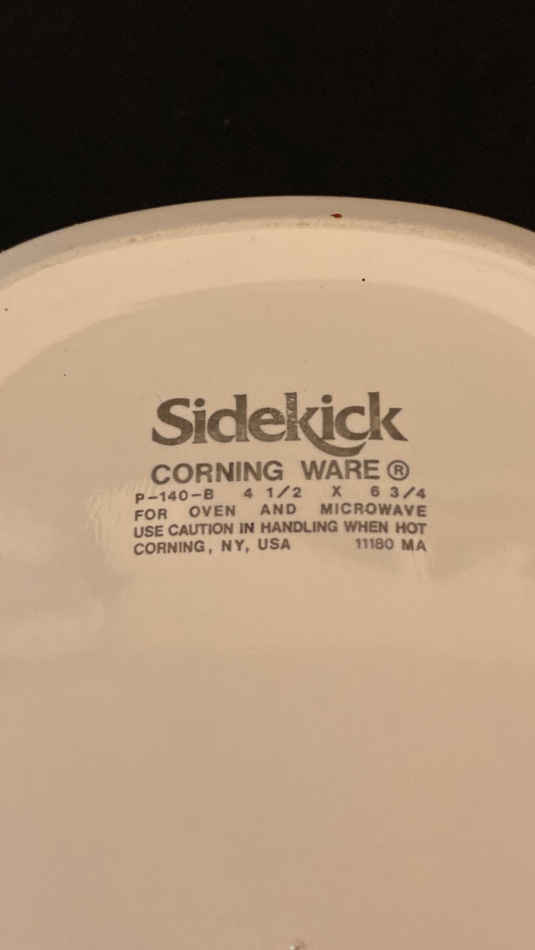 Sidekick
CORNING WARE ®
P-140-B 4 1/2 X 6 3/4
FOR OVEN AND MICROWAVE
USE CAUTION IN HANDLING WHEN HOT
CORNING, NY, USA 11180 MA